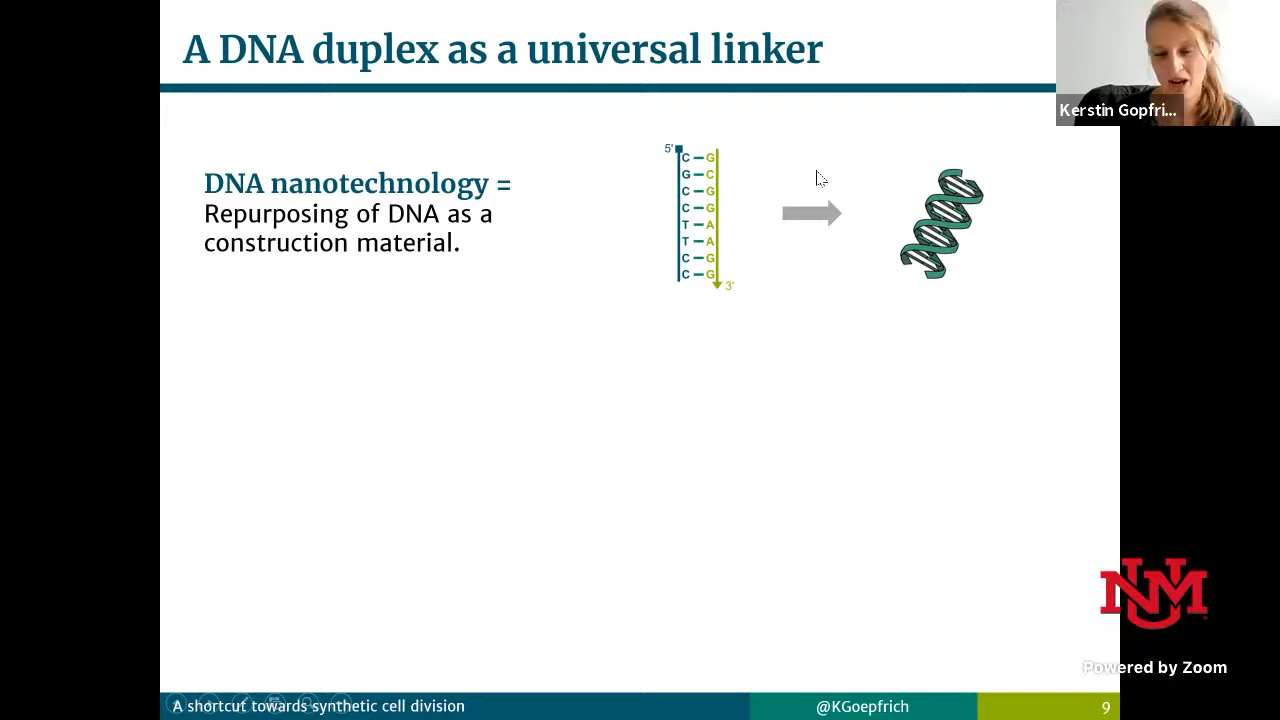 A DNA duplex as a universal linker
Kerstin Gopfri...
DNA nanotechnology =
Repurposing of DNA as a
construction material.
5'
C G
G C
C G
C G
T A
T A
C G
C G
3'
UNM
Powered by Zoom
A shortcut towards synthetic cell division
@KGoepfrich
9